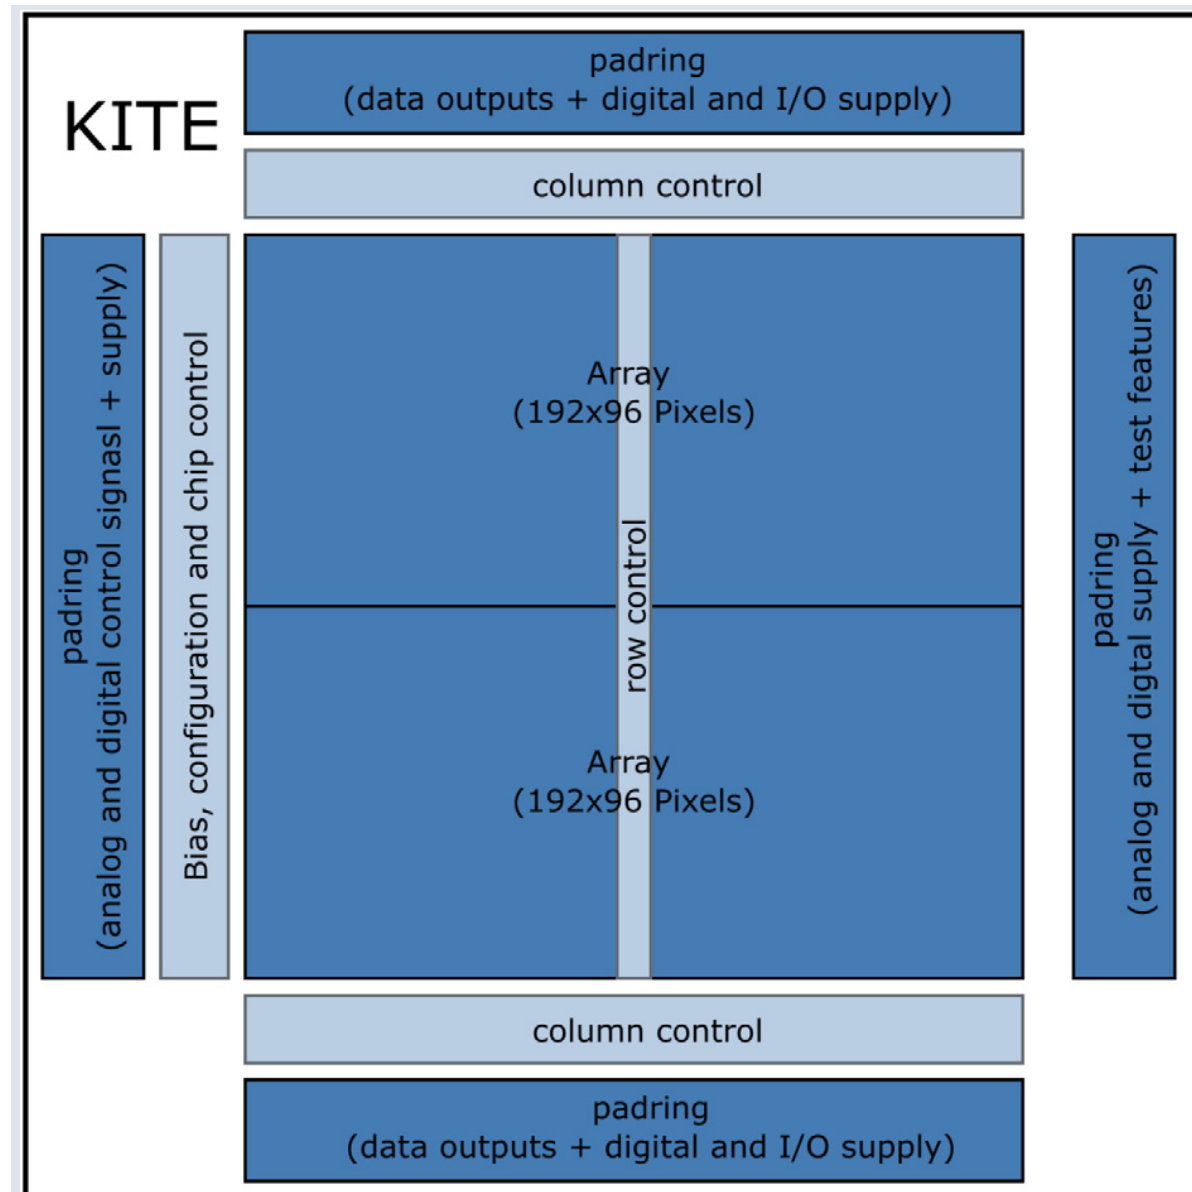 KITE
padring
(data outputs + digital and I/O supply)
column control
padring
(analog and digital control signasl + supply)
Bias, configuration and chip control
Array
(192x96 Pixels)
row control
Array
(192x96 Pixels)
padring
(analog and digtal supply + test features)
column control
padring
(data outputs + digital and I/O supply)